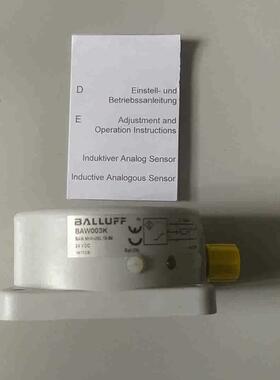 D Einstell- und
Betriebsanleitung
E Adjustment and
Operation Instructions
Induktiver Analog Sensor
Inductive Analogous Sensor
BALLUFF
BAW003K
24 V DC